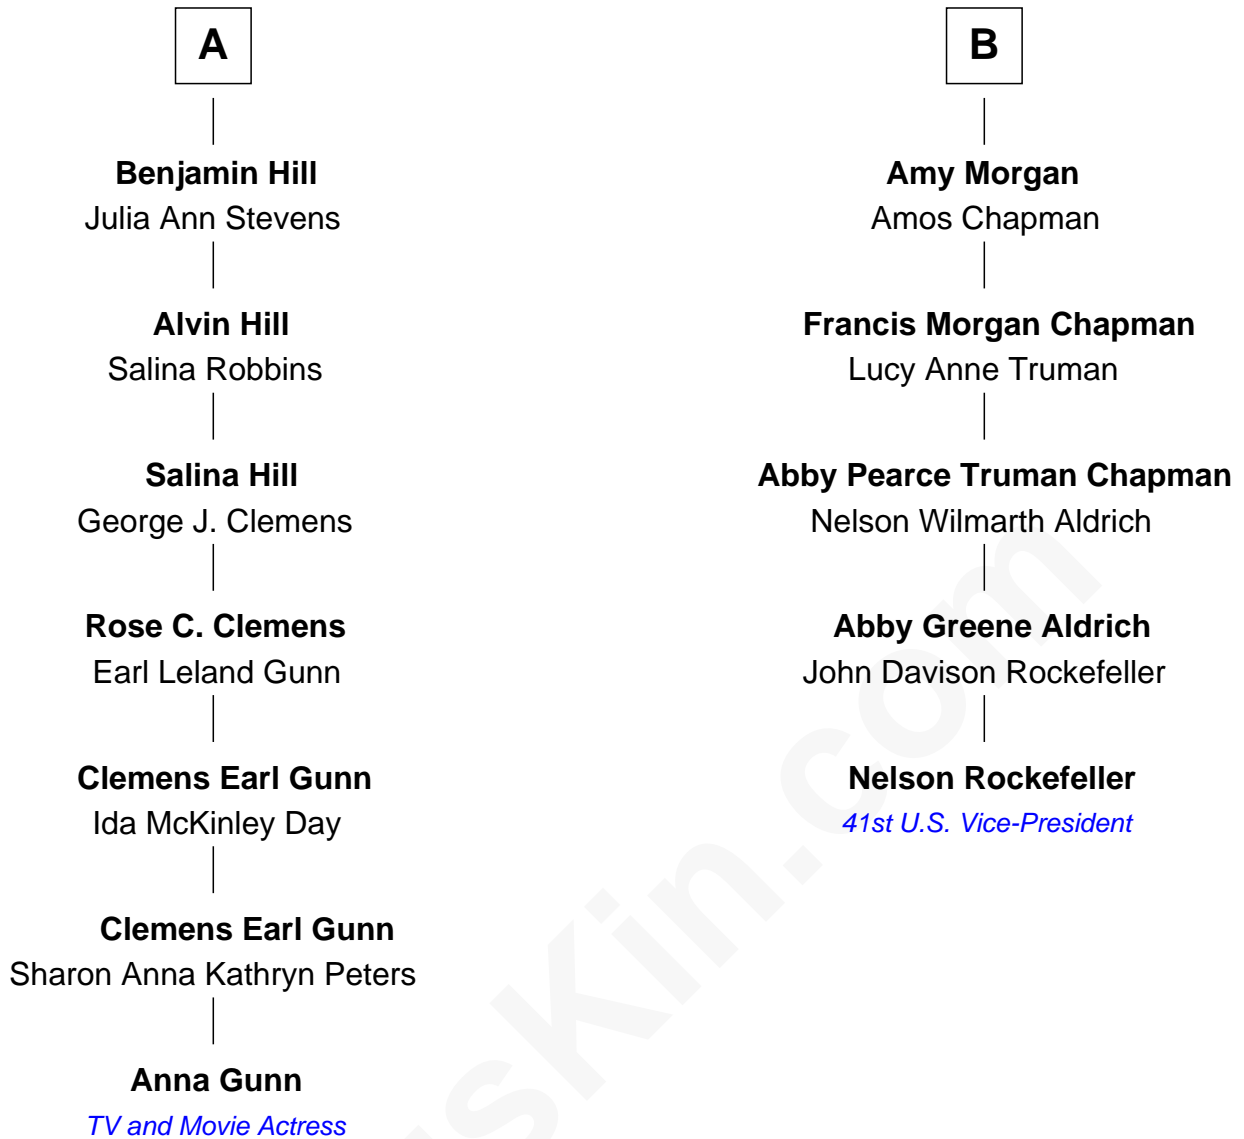 A
Benjamin Hill
Julia Ann Stevens
Alvin Hill
Salina Robbins
Salina Hill
George J. Clemens
Rose C. Clemens
Earl Leland Gunn
Clemens Earl Gunn
Ida McKinley Day
Clemens Earl Gunn
Sharon Anna Kathryn Peters
Anna Gunn
TV and Movie Actress
B
Amy Morgan
Amos Chapman
Francis Morgan Chapman
Lucy Anne Truman
Abby Pearce Truman Chapman
Nelson Wilmarth Aldrich
Abby Greene Aldrich
John Davison Rockefeller
Nelson Rockefeller
41st U.S. Vice-President
sKin.com